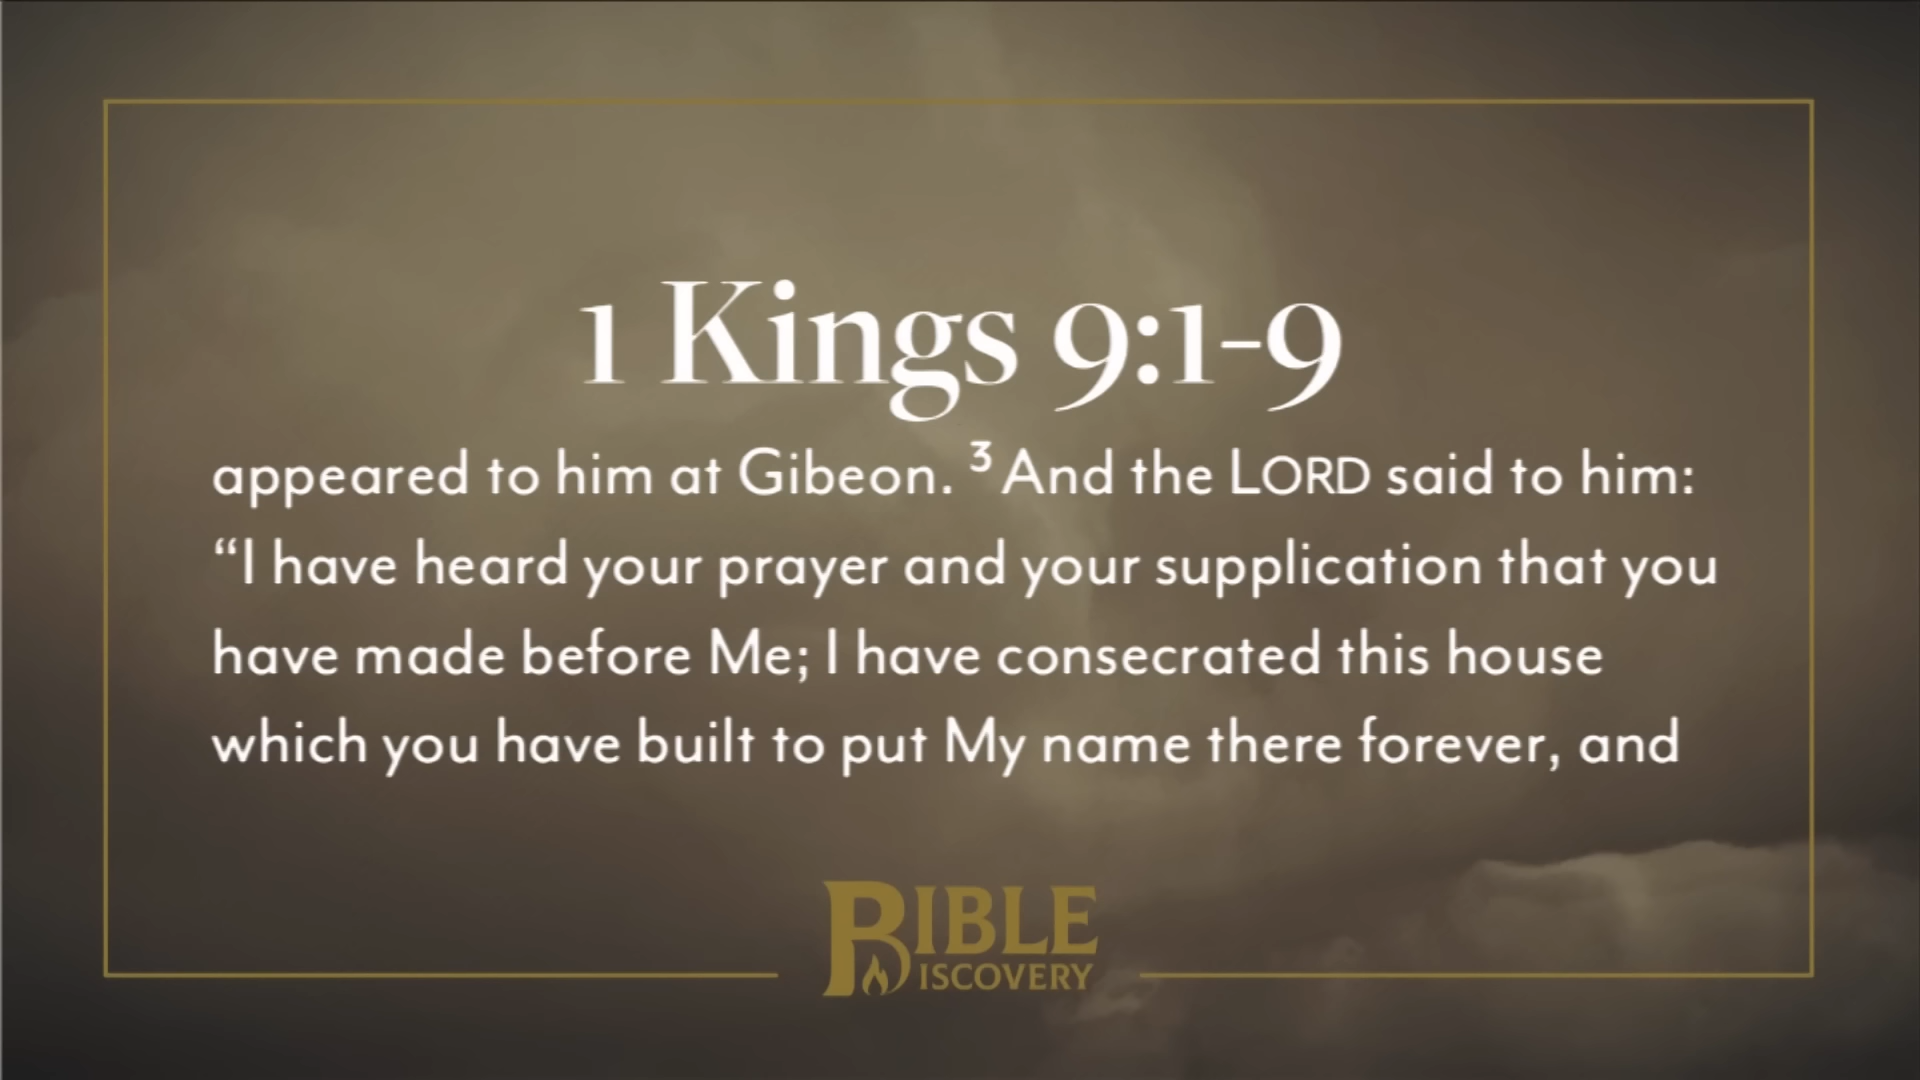 1 Kings 9:1-9
appeared to him at Gibeon. ³ And the LORD said to him:
“I have heard your prayer and your supplication that you
have made before Me; I have consecrated this house
which you have built to put My name there forever, and
BIBLE
DISCOVERY